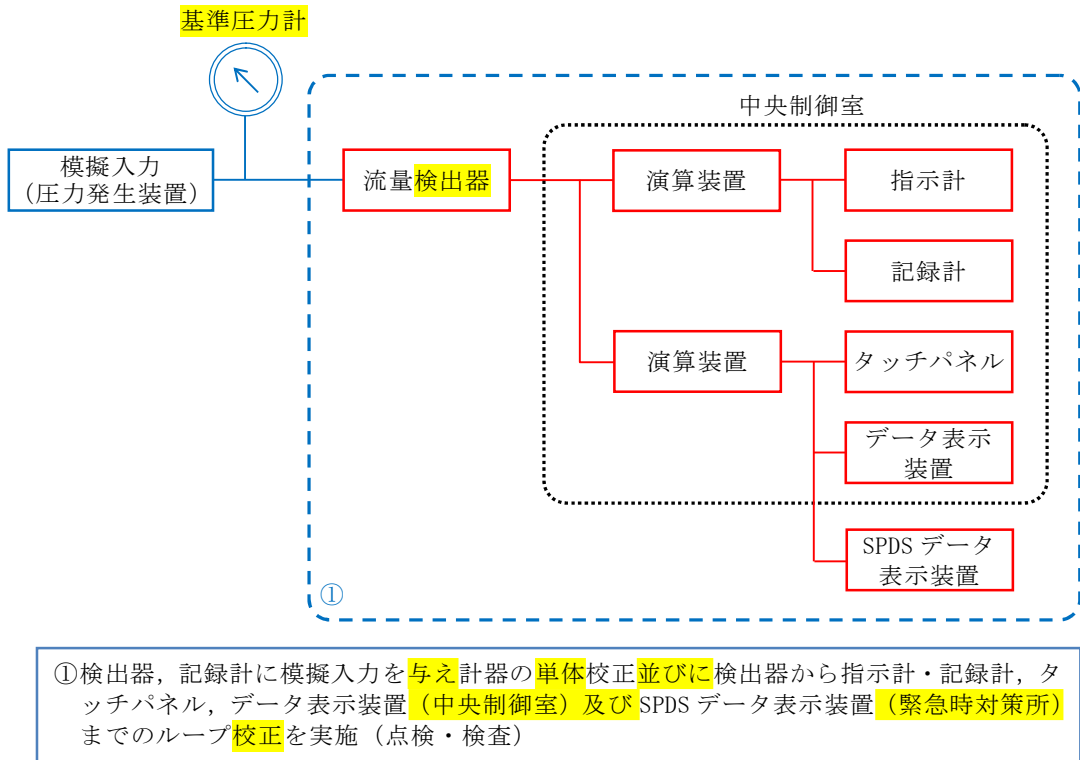 基準圧力計
中央制御室
模擬入力
（圧力発生装置）
流量検出器
演算装置
指示計
記録計
演算装置
タッチパネル
データ表示
装置
SPDS データ
表示装置
①
①検出器，記録計に模擬入力を与え計器の単体校正並びに検出器から指示計・記録計，タ
ッチパネル，データ表示装置（中央制御室）及び SPDS データ表示装置（緊急時対策所）
までのループ校正を実施（点検・検査）